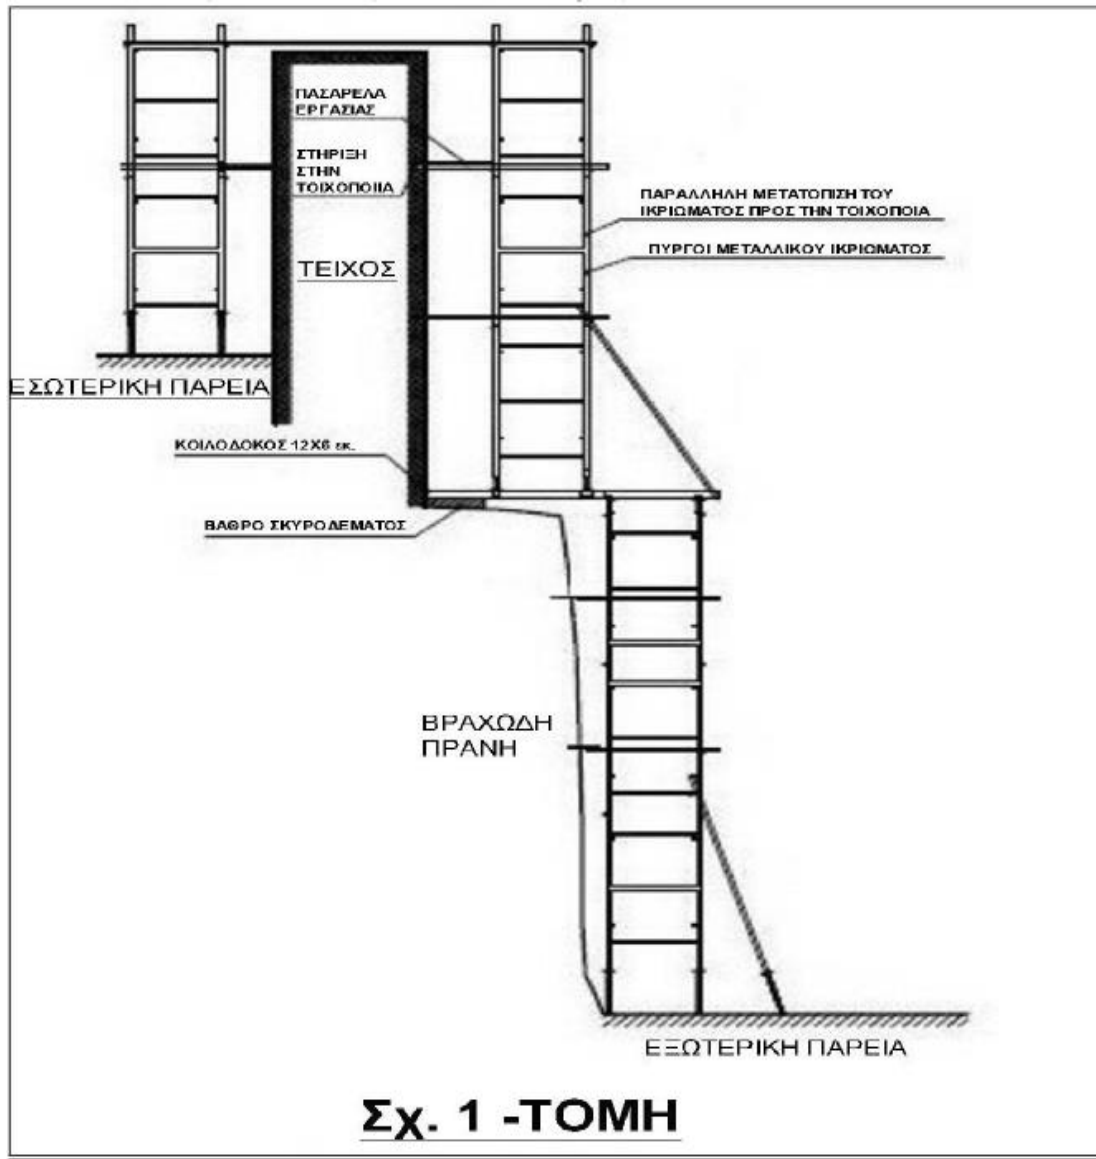 ΠΑΣΑΡΕΛΑ
ΕΡΓΑΣΙΑΣ
ΣΤΗΡΙΞΗ
ΣΤΗΝ
ΤΟΙΧΟΠΟΙΙΑ
ΠΑΡΑΛΛΗΛΗ ΜΕΤΑΤΟΠΙΣΗ ΤΟΥ
ΙΚΡΙΩΜΑΤΟΣ ΠΡΟΣ ΤΗΝ ΤΟΙΧΟΠΟΙΑ
ΠΥΡΓΟΙ ΜΕΤΑΛΛΙΚΟΥ ΙΚΡΙΩΜΑΤΟΣ
ΤΕΙΧΟΣ
ΕΣΩΤΕΡΙΚΗ ΠΑΡΕΙΑ
ΚΟΙΛΟΔΟΚΟΣ 12Χ6 εκ.
ΒΑΘΡΟ ΣΚΥΡΟΔΕΜΑΤΟΣ
ΒΡΑΧΩΔΗ
ΠΡΑΝΗ
ΕΞΩΤΕΡΙΚΗ ΠΑΡΕΙΑ
Σχ. 1 -ΤΟΜΗ